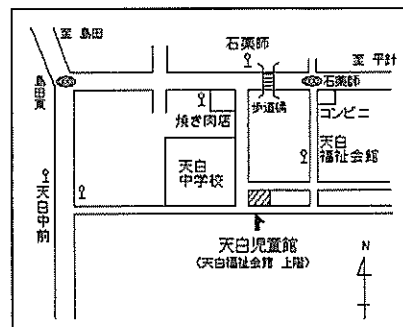 至 島田
石薬師
至 平針
島田東
石薬師
歩道橋
コンビニ
焼き肉店
天白
中学校
天白
福祉会館
天白中前
天白児童館
(天白福祉会館 上階)
N